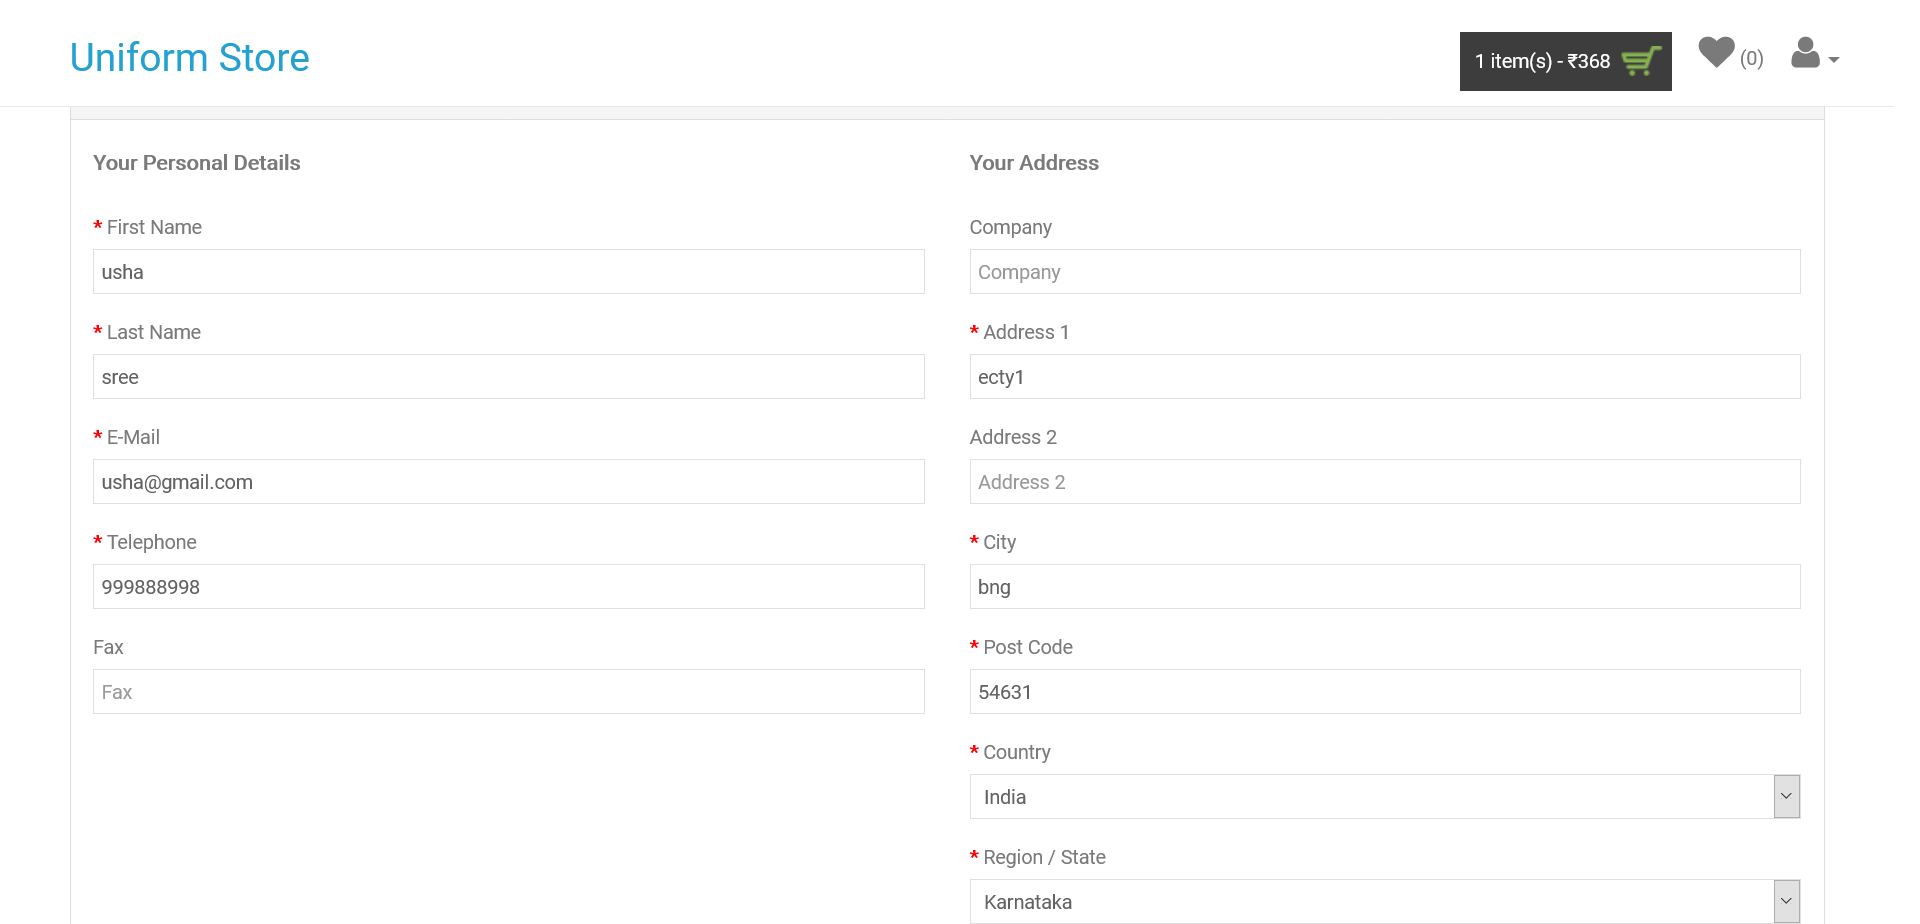 Uniform Store
1 item(s) - ₹368
(0)
Your Personal Details
* First Name
usha
* Last Name
sree
* E-Mail
usha@gmail.com
* Telephone
999888998
Fax
Fax
Your Address
Company
Company
* Address 1
ecty1
Address 2
Address 2
* City
bng
* Post Code
54631
* Country
India
* Region / State
Karnataka